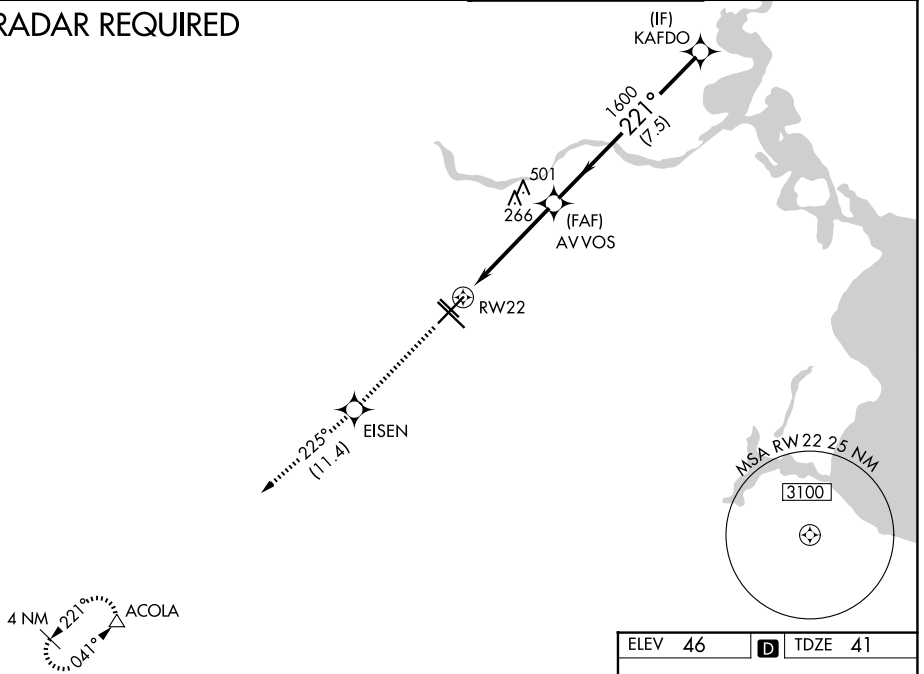 RADAR REQUIRED
(IF)
KAFDO
1600
221°
(7.5)
501
266
(FAF)
AVVOS
RW22
EISEN
225°
(11.4)
MSA RW22 25 NM
3100
4 NM
221°
041°
ACOLA
ELEV 46 D TDZE 41